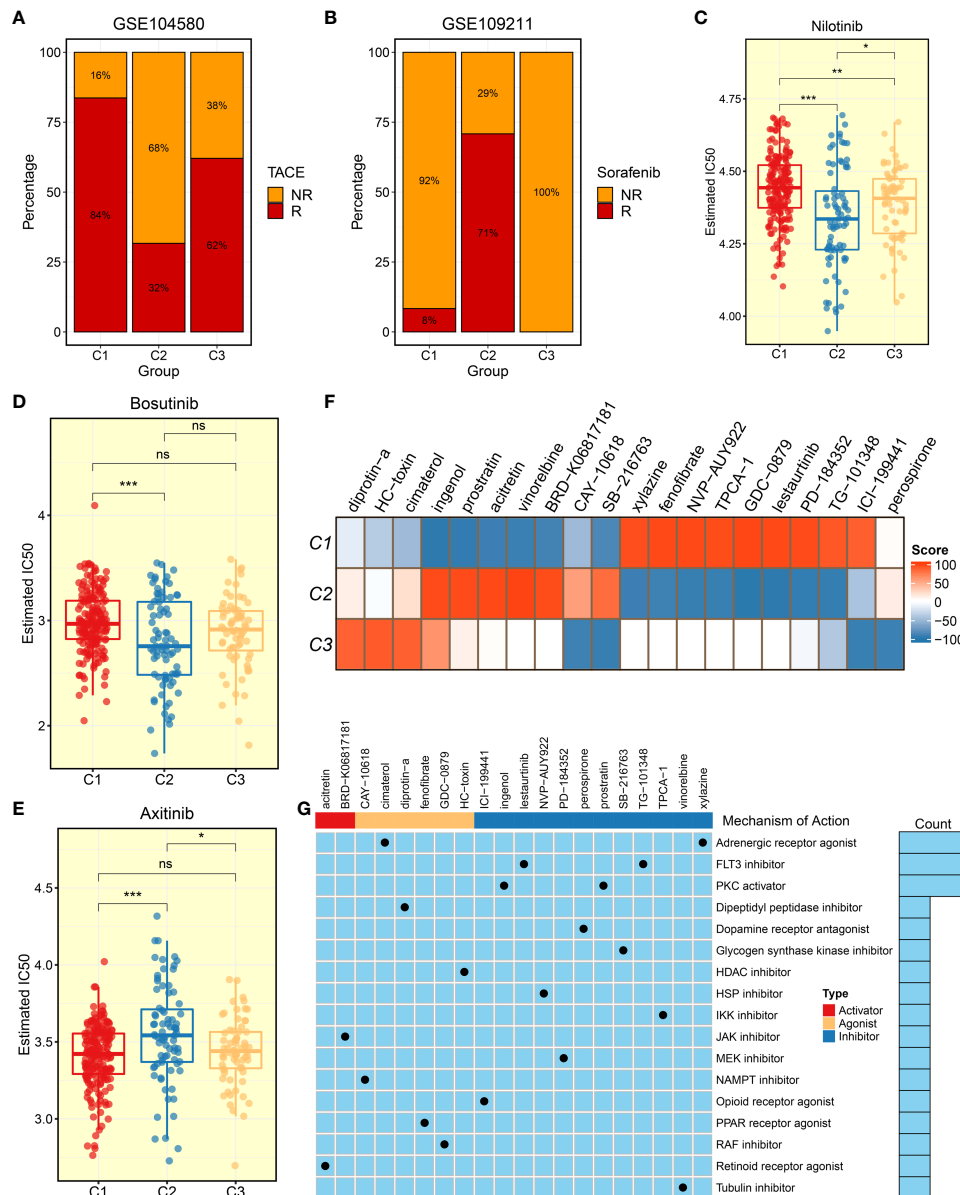 A
GSE104580
100
75
50
25
0
Percentage
16%
84%
68%
32%
38%
62%
C1
C2
C3
Group
TACE
NR
R
B
GSE109211
100
75
50
25
0
Percentage
92%
8%
29%
71%
100%
C1
C2
C3
Group
Sorafenib
NR
R
C
Nilotinib
*
**
***
4.75
4.50
4.25
4.00
Estimated IC50
C1
C2
C3
D
Bosutinib
ns
ns
***
4
3
2
Estimated IC50
C1
C2
C3
E
Axitinib
*
ns
***
4.5
4.0
3.5
3.0
Estimated IC50
C1
C2
C3
F
diprotin−a
HC−toxin
cimaterol
ingenol
prostratin
acitretin
vinorelbine
BRD−K06817181
CAY−10618
SB−216763
xylazine
fenofibrate
NVP−AUY922
TPCA−1
GDC−0879
lestaurtinib
PD−184352
TG−101348
ICI−199441
perospirone
C1
C2
C3
Score
100
50
0
−50
−100
G
acitretin
BRD−K06817181
CAY−10618
cimaterol
diprotin−a
fenofibrate
GDC−0879
HC−toxin
ICI−199441
ingenol
lestaurtinib
NVP−AUY922
PD−184352
perospirone
prostratin
SB−216763
TG−101348
TPCA−1
vinorelbine
xylazine
Mechanism of Action
Adrenergic receptor agonist
FLT3 inhibitor
PKC activator
Dipeptidyl peptidase inhibitor
Dopamine receptor antagonist
Glycogen synthase kinase inhibitor
HDAC inhibitor
HSP inhibitor
IKK inhibitor
JAK inhibitor
MEK inhibitor
NAMPT inhibitor
Opioid receptor agonist
PPAR receptor agonist
RAF inhibitor
Retinoid receptor agonist
Tubulin inhibitor
Type
Activator
Agonist
Inhibitor
Count